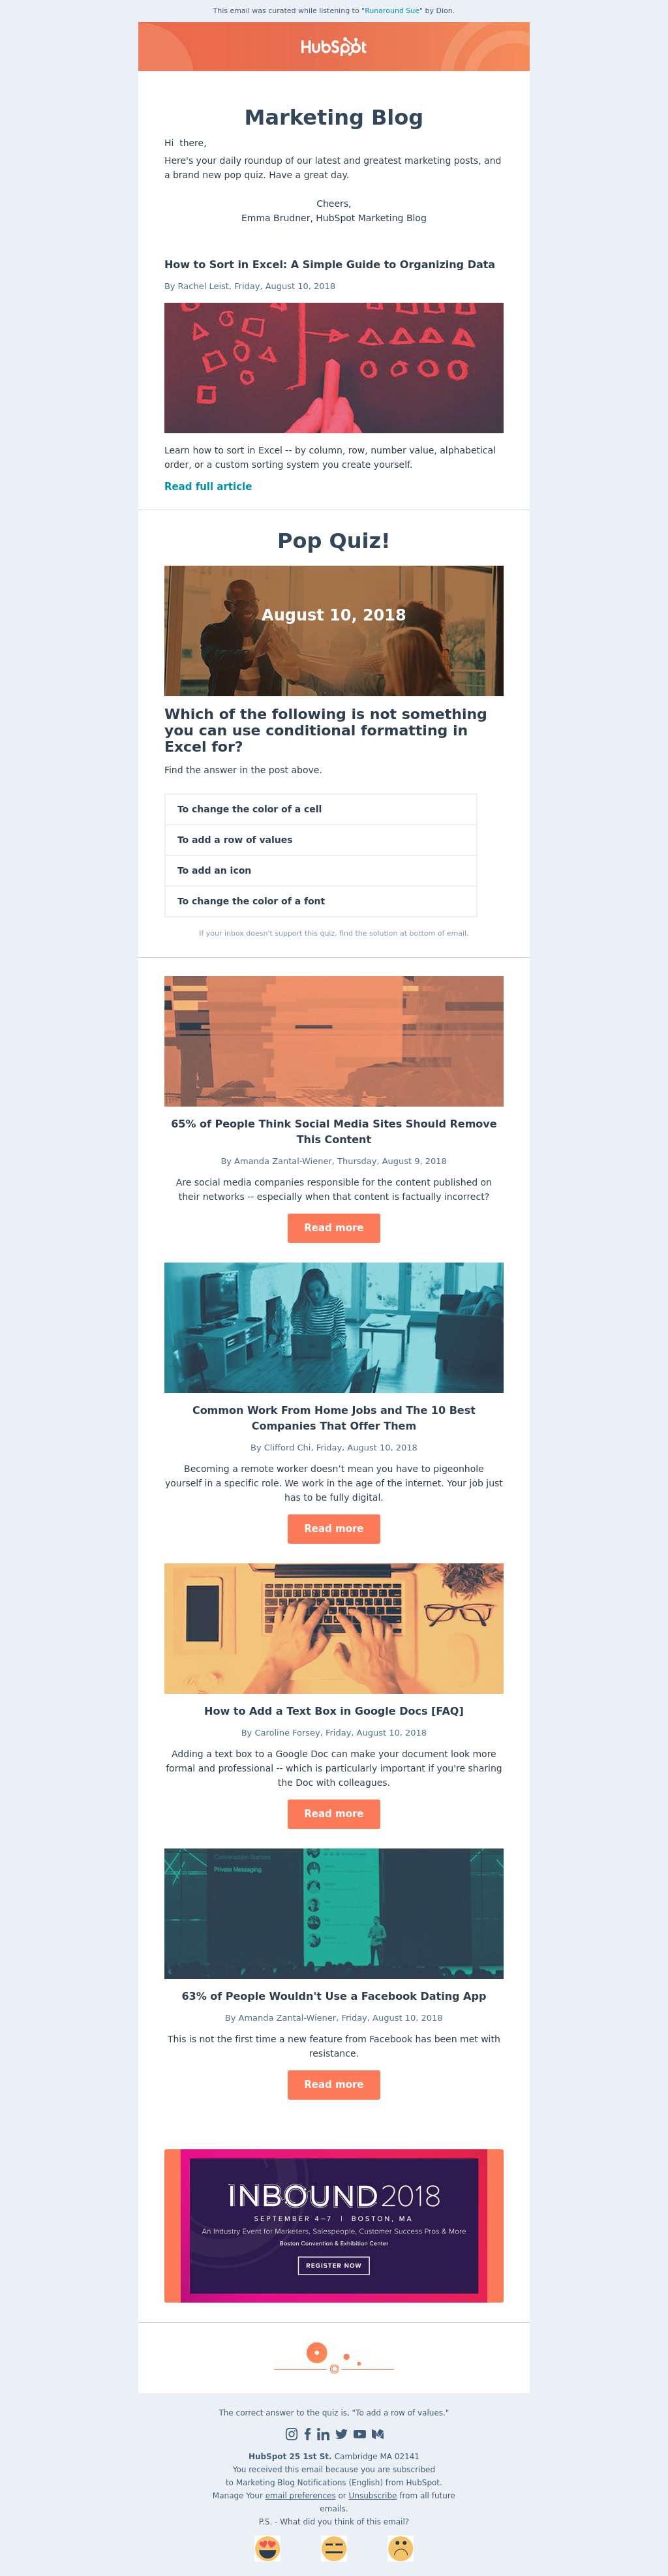 This email was curated while listening to "Runaround Sue" by Dion.
HubSpot
Marketing Blog
Hi there,
Here's your daily roundup of our latest and greatest marketing posts, and
a brand new pop quiz. Have a great day.
Cheers,
Emma Brudner, HubSpot Marketing Blog
How to Sort in Excel: A Simple Guide to Organizing Data
By Rachel Leist, Friday, August 10, 2018
Learn how to sort in Excel -- by column, row, number value, alphabetical
order, or a custom sorting system you create yourself.
Read full article
Pop Quiz!
August 10, 2018
Which of the following is not something
you can use conditional formatting in
Excel for?
Find the answer in the post above.
To change the color of a cell
To add a row of values
To add an icon
To change the color of a font
If your inbox doesn't support this quiz, find the solution at bottom of email.
65% of People Think Social Media Sites Should Remove
This Content
By Amanda Zantal-Wiener, Thursday, August 9, 2018
Are social media companies responsible for the content published on
their networks -- especially when that content is factually incorrect?
Read more
Common Work From Home Jobs and The 10 Best
Companies That Offer Them
By Clifford Chi, Friday, August 10, 2018
Becoming a remote worker doesn’t mean you have to pigeonhole
yourself in a specific role. We work in the age of the internet. Your job just
has to be fully digital.
Read more
How to Add a Text Box in Google Docs [FAQ]
By Caroline Forsey, Friday, August 10, 2018
Adding a text box to a Google Doc can make your document look more
formal and professional -- which is particularly important if you're sharing
the Doc with colleagues.
Read more
Conversation Starters
Private Messaging
63% of People Wouldn't Use a Facebook Dating App
By Amanda Zantal-Wiener, Friday, August 10, 2018
This is not the first time a new feature from Facebook has been met with
resistance.
Read more
INBOUND 2018
SEPTEMBER 4–7 | BOSTON, MA
An Industry Event for Marketers, Salespeople, Customer Success Pros & More
Boston Convention & Exhibition Center
REGISTER NOW
The correct answer to the quiz is, "To add a row of values."
HubSpot 25 1st St. Cambridge MA 02141
You received this email because you are subscribed
to Marketing Blog Notifications (English) from HubSpot.
Manage Your email preferences or Unsubscribe from all future
emails.
P.S. - What did you think of this email?